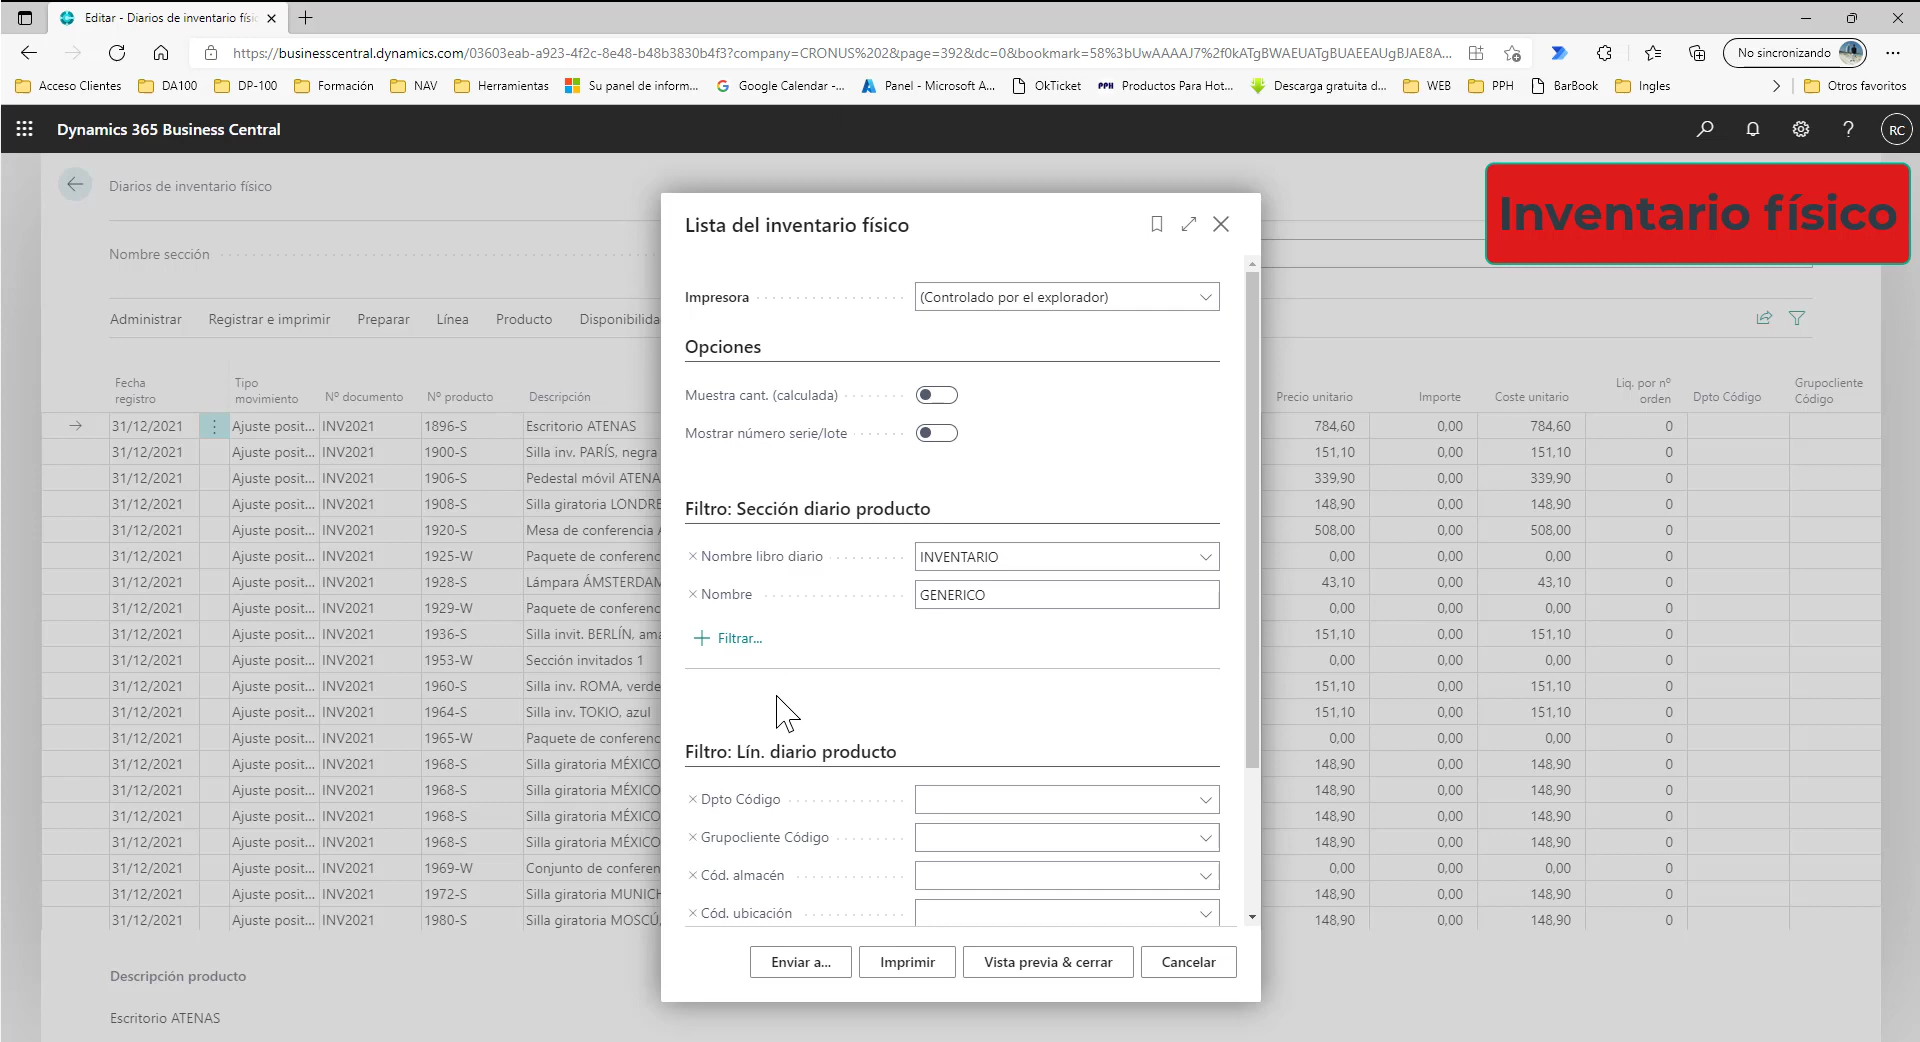 Editar - Diarios de inventario físi
https://businesscentral.dynamics.com/03603eab-a923-4f2c-8e48-b48b3830b4f3?company=CRONUS%202&page=392&dc=0&bookmark=58%3bUwAAAAJ7%2f0kATgBWAEUATgBUAEEAUgBJAE8A...
No sincronizando
Acceso Clientes
DA100
DP-100
Formación
NAV
Herramientas
Su panel de inform...
Google Calendar -...
Panel - Microsoft A...
OkTicket
PPH Productos Para Hot...
Descarga gratuita d...
WEB
PPH
BarBook
Ingles
Otros favoritos
Dynamics 365 Business Central
RC
Diarios de inventario físico
Inventario físico
Nombre sección
Administrar
Registrar e imprimir
Preparar
Línea
Producto
Disponibilida
Fecha registro
Tipo movimiento
Nº documento
Nº producto
Descripción
Precio unitario
Importe
Coste unitario
Liq. por nº orden
Dpto Código
Grupocliente Código
31/12/2021 Ajuste posit... INV2021 1896-S Escritorio ATENAS 784,60 0,00 784,60 0
31/12/2021 Ajuste posit... INV2021 1900-S Silla inv. PARÍS, negra 151,10 0,00 151,10 0
31/12/2021 Ajuste posit... INV2021 1906-S Pedestal móvil ATENA 339,90 0,00 339,90 0
31/12/2021 Ajuste posit... INV2021 1908-S Silla giratoria LONDRE 148,90 0,00 148,90 0
31/12/2021 Ajuste posit... INV2021 1920-S Mesa de conferencia A 508,00 0,00 508,00 0
31/12/2021 Ajuste posit... INV2021 1925-W Paquete de conferenc 0,00 0,00 0,00 0
31/12/2021 Ajuste posit... INV2021 1928-S Lámpara ÁMSTERDAM 43,10 0,00 43,10 0
31/12/2021 Ajuste posit... INV2021 1929-W Paquete de conferenc 0,00 0,00 0,00 0
31/12/2021 Ajuste posit... INV2021 1936-S Silla invit. BERLÍN, ama 151,10 0,00 151,10 0
31/12/2021 Ajuste posit... INV2021 1953-W Sección invitados 1 0,00 0,00 0,00 0
31/12/2021 Ajuste posit... INV2021 1960-S Silla inv. ROMA, verde 151,10 0,00 151,10 0
31/12/2021 Ajuste posit... INV2021 1964-S Silla inv. TOKIO, azul 151,10 0,00 151,10 0
31/12/2021 Ajuste posit... INV2021 1965-W Paquete de conferenc 0,00 0,00 0,00 0
31/12/2021 Ajuste posit... INV2021 1968-S Silla giratoria MÉXICO 148,90 0,00 148,90 0
31/12/2021 Ajuste posit... INV2021 1968-S Silla giratoria MÉXICO 148,90 0,00 148,90 0
31/12/2021 Ajuste posit... INV2021 1968-S Silla giratoria MÉXICO 148,90 0,00 148,90 0
31/12/2021 Ajuste posit... INV2021 1968-S Silla giratoria MÉXICO 148,90 0,00 148,90 0
31/12/2021 Ajuste posit... INV2021 1969-W Conjunto de conferen 0,00 0,00 0,00 0
31/12/2021 Ajuste posit... INV2021 1972-S Silla giratoria MUNICH 148,90 0,00 148,90 0
31/12/2021 Ajuste posit... INV2021 1980-S Silla giratoria MOSCÚ, 148,90 0,00 148,90 0
Descripción producto
Escritorio ATENAS
Lista del inventario físico
Impresora (Controlado por el explorador)
Opciones
Muestra cant. (calculada)
Mostrar número serie/lote
Filtro: Sección diario producto
Nombre libro diario INVENTARIO
Nombre GENERICO
Filtrar...
Filtro: Lín. diario producto
Dpto Código
Grupocliente Código
Cód. almacén
Cód. ubicación
Enviar a...
Imprimir
Vista previa & cerrar
Cancelar